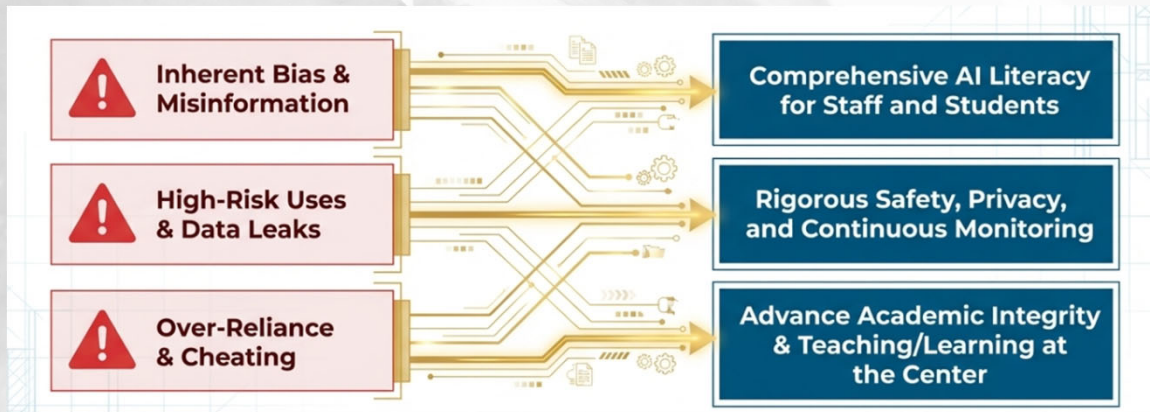 Inherent Bias &
Misinformation
Comprehensive AI Literacy
for Staff and Students
High-Risk Uses
& Data Leaks
Rigorous Safety, Privacy,
and Continuous Monitoring
Over-Reliance
& Cheating
Advance Academic Integrity
& Teaching/Learning at
the Center